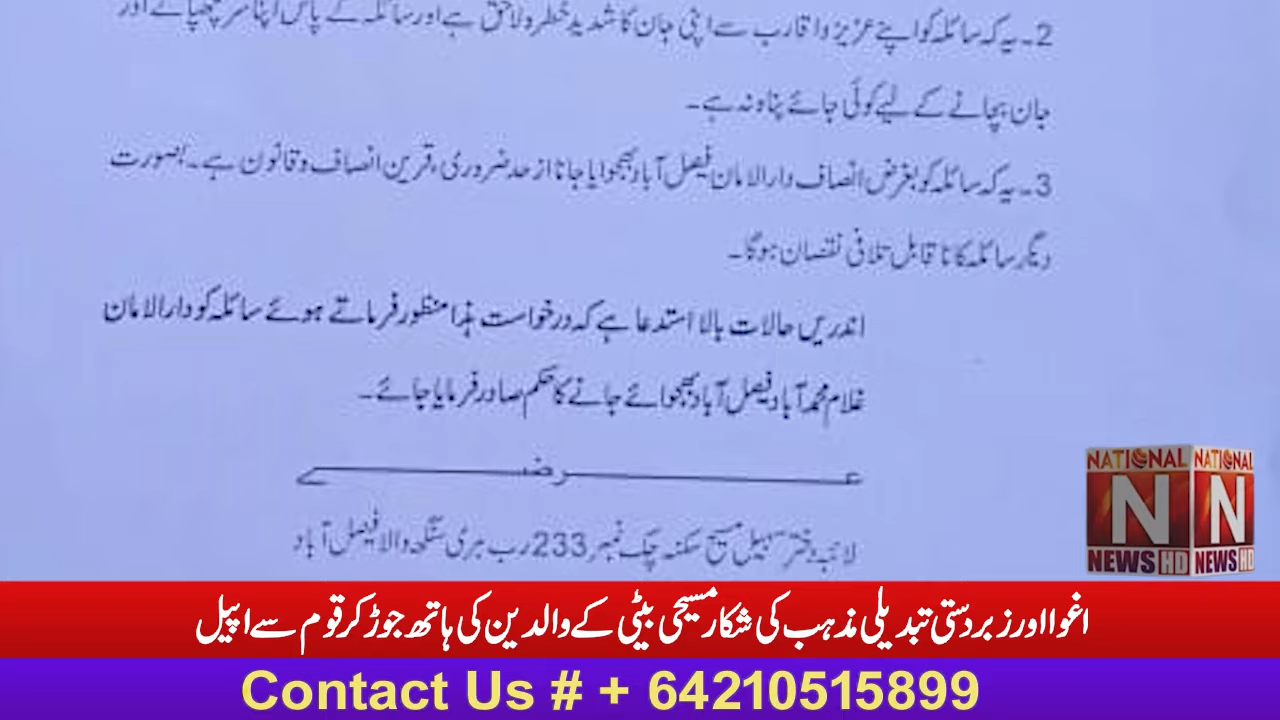 2۔ یہ کہ سائلہ کو اپنے عزیز و اقارب سے اپنی جان کا شدید خطرہ لاحق ہے اور سائلہ کے پاس اپنا سر چھپانے اور
جان بچانے کے لیے کوئی جائے پناہ نہ ہے۔
3۔ یہ کہ سائلہ کو بغرض انصاف دارالامان فیصل آباد بھجوایا جانا از حد ضروری، قرین انصاف و قانون ہے۔ بصورت
دیگر سائلہ کا نا قابل تلافی نقصان ہوگا۔
اندریں حالات بالا استدعا ہے کہ درخواست ہذا منظور فرماتے ہوئے سائلہ کو دارالامان
غلام محمد آباد فیصل آباد بھجوائے جانے کا حکم صادر فرمایا جائے۔
عرضے
لائبہ دختر سہیل مسیح سکنہ چک نمبر 233 رب ہری سنگھ والا فیصل آباد
NATIONAL NATIONAL
N N
NEWS HD NEWS HD
اغوا اور زبردستی تبدیلی مذہب کی شکار مسیحی بیٹی کے والدین کی ہاتھ جوڑ کر قوم سے اپیل
Contact Us # + 64210515899